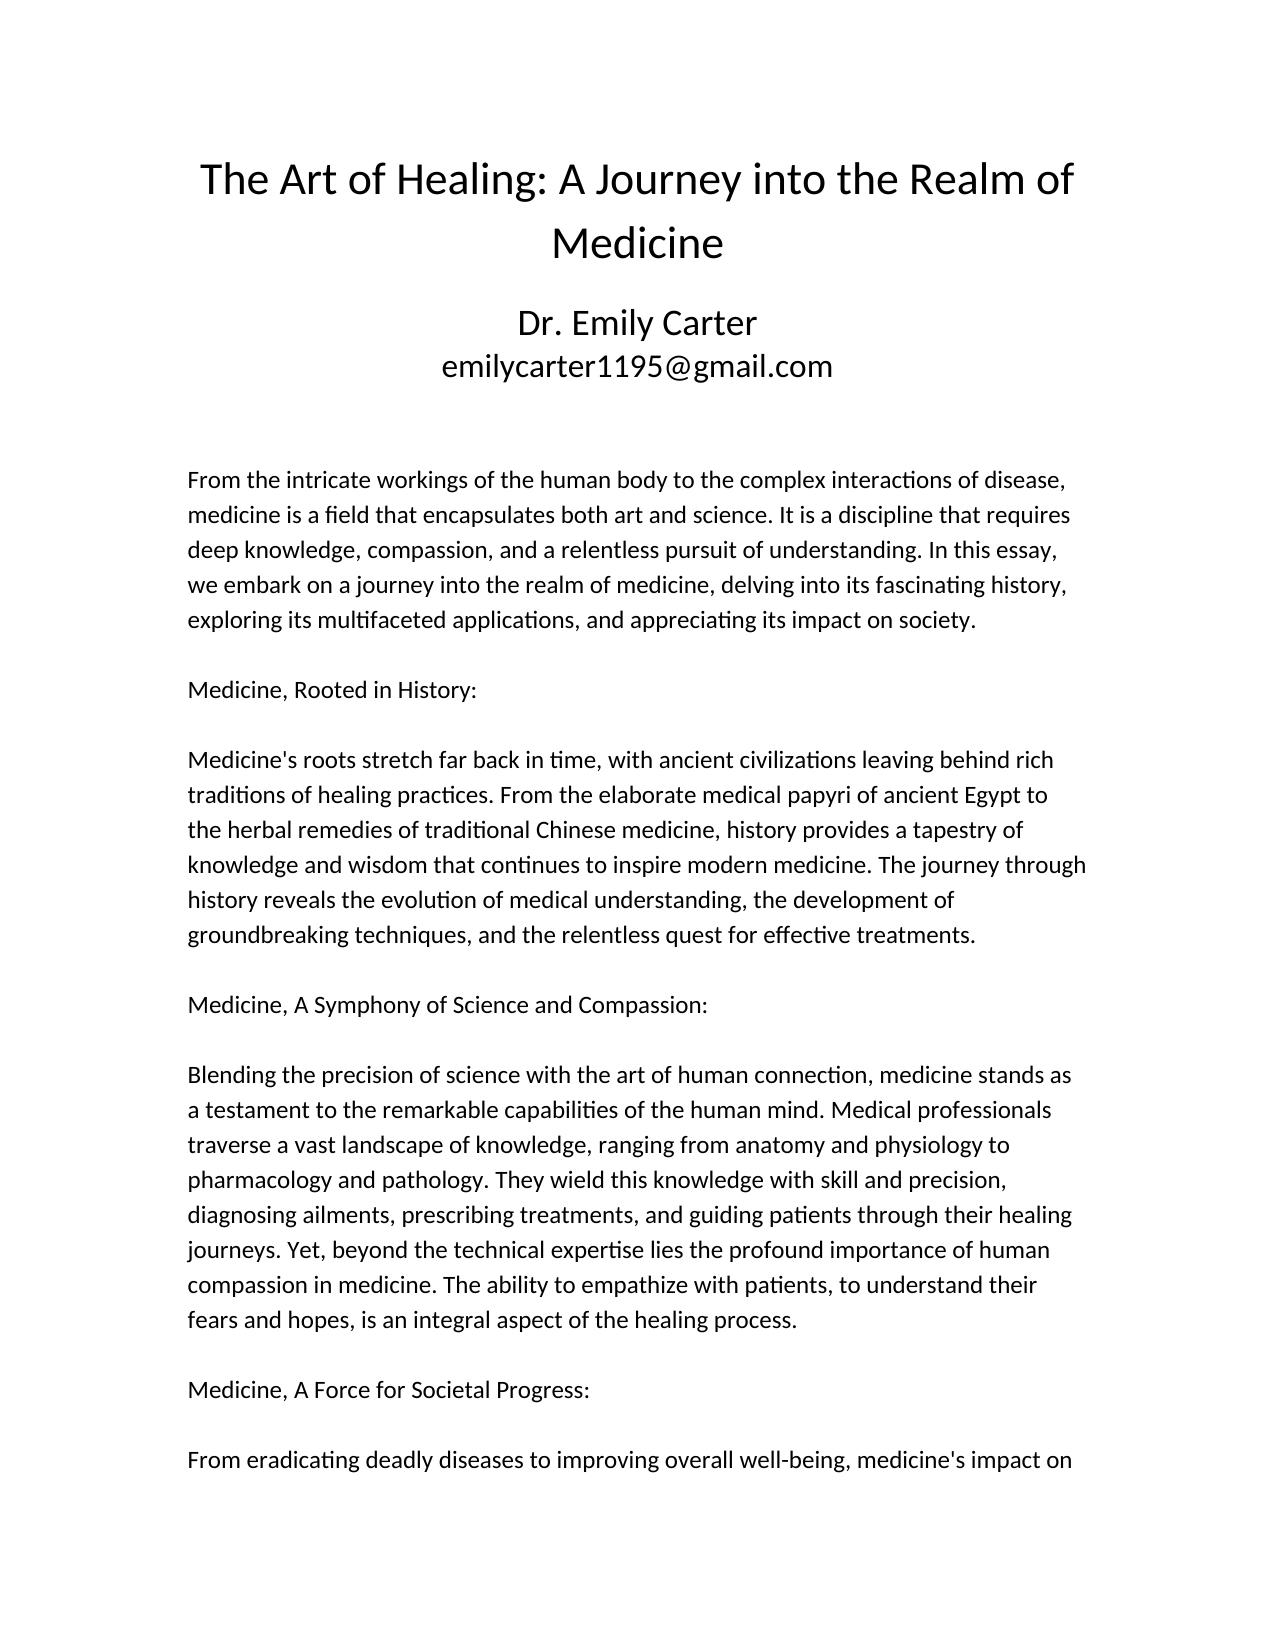 The Art of Healing: A Journey into the Realm of
Medicine
Dr. Emily Carter
emilycarter1195@gmail.com
From the intricate workings of the human body to the complex interactions of disease,
medicine is a field that encapsulates both art and science. It is a discipline that requires
deep knowledge, compassion, and a relentless pursuit of understanding. In this essay,
we embark on a journey into the realm of medicine, delving into its fascinating history,
exploring its multifaceted applications, and appreciating its impact on society.
Medicine, Rooted in History:
Medicine's roots stretch far back in time, with ancient civilizations leaving behind rich
traditions of healing practices. From the elaborate medical papyri of ancient Egypt to
the herbal remedies of traditional Chinese medicine, history provides a tapestry of
knowledge and wisdom that continues to inspire modern medicine. The journey through
history reveals the evolution of medical understanding, the development of
groundbreaking techniques, and the relentless quest for effective treatments.
Medicine, A Symphony of Science and Compassion:
Blending the precision of science with the art of human connection, medicine stands as
a testament to the remarkable capabilities of the human mind. Medical professionals
traverse a vast landscape of knowledge, ranging from anatomy and physiology to
pharmacology and pathology. They wield this knowledge with skill and precision,
diagnosing ailments, prescribing treatments, and guiding patients through their healing
journeys. Yet, beyond the technical expertise lies the profound importance of human
compassion in medicine. The ability to empathize with patients, to understand their
fears and hopes, is an integral aspect of the healing process.
Medicine, A Force for Societal Progress:
From eradicating deadly diseases to improving overall well-being, medicine's impact on